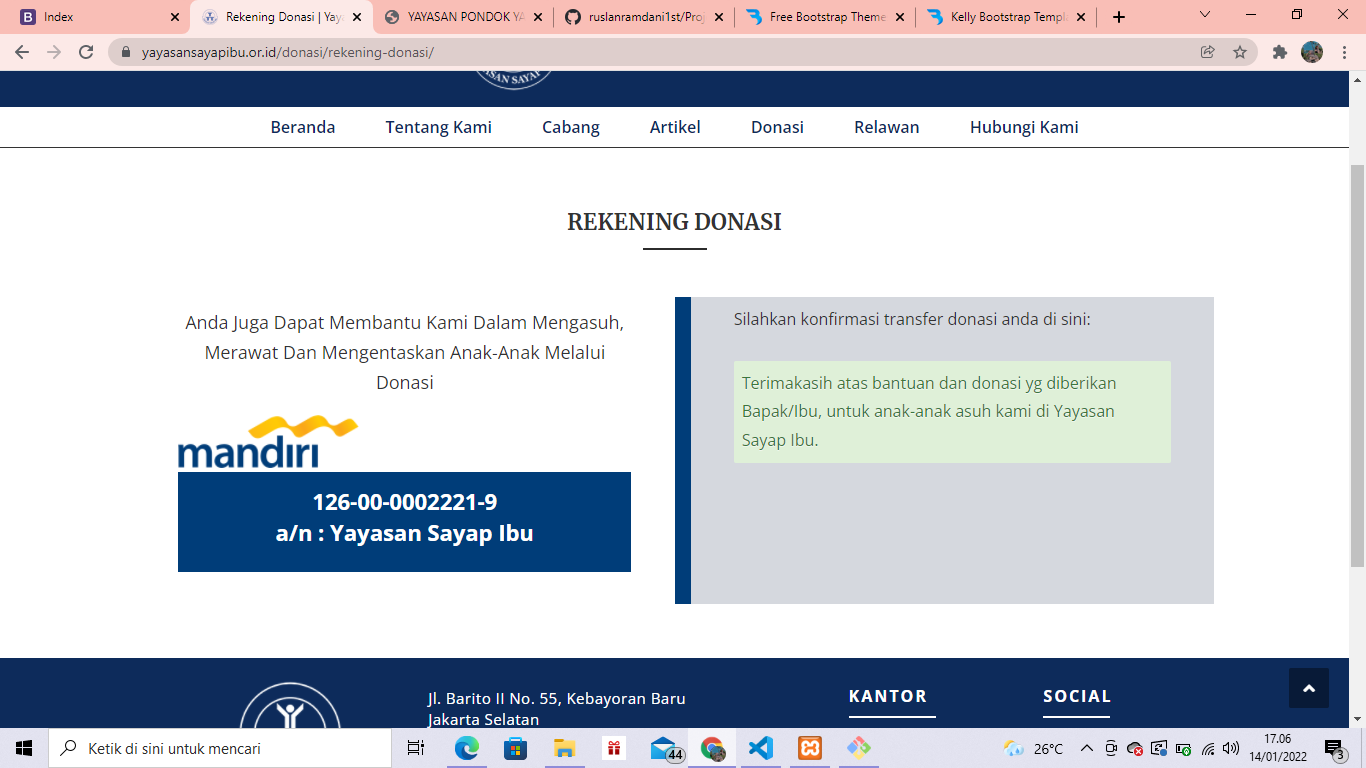 Index
Rekening Donasi | Yaya
YAYASAN PONDOK YA
ruslanramdani1st/Proj
Free Bootstrap Theme
Kelly Bootstrap Templa
yayasansayapibu.or.id/donasi/rekening-donasi/
Beranda Tentang Kami Cabang Artikel Donasi Relawan Hubungi Kami
REKENING DONASI
Anda Juga Dapat Membantu Kami Dalam Mengasuh,
Merawat Dan Mengentaskan Anak-Anak Melalui
Donasi
mandiri
126-00-0002221-9
a/n : Yayasan Sayap Ibu
Silahkan konfirmasi transfer donasi anda di sini:
Terimakasih atas bantuan dan donasi yg diberikan
Bapak/Ibu, untuk anak-anak asuh kami di Yayasan
Sayap Ibu.
Jl. Barito II No. 55, Kebayoran Baru
Jakarta Selatan
KANTOR
SOCIAL
Ketik di sini untuk mencari
44
26°C
17.06
14/01/2022
3